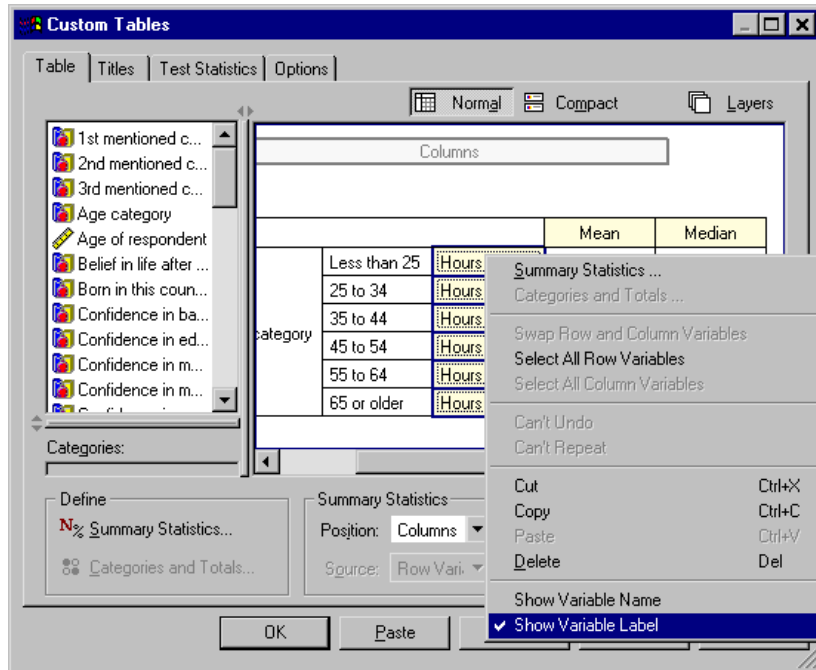 Custom Tables
Table Titles Test Statistics Options
Normal Compact Layers
1st mentioned c...
2nd mentioned c...
3rd mentioned c...
Age category
Age of respondent
Belief in life after ...
Born in this coun...
Confidence in ba...
Confidence in ed...
Confidence in m...
Confidence in m...
Categories:
Columns
Mean Median
category
Less than 25 Hours
25 to 34 Hours
35 to 44 Hours
45 to 54 Hours
55 to 64 Hours
65 or older Hours
Define
N% Summary Statistics...
Categories and Totals...
Summary Statistics
Position: Columns
Source: Row Vari.
OK Paste
Summary Statistics ...
Categories and Totals ...
Swap Row and Column Variables
Select All Row Variables
Select All Column Variables
Can't Undo
Can't Repeat
Cut Ctrl+X
Copy Ctrl+C
Paste Ctrl+V
Delete Del
Show Variable Name
Show Variable Label